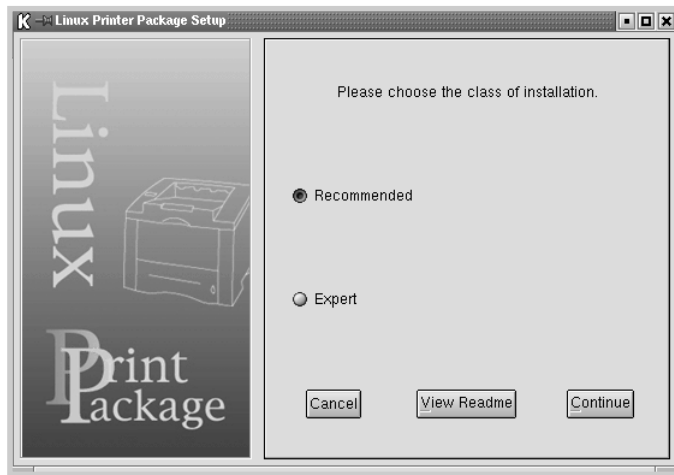 Linux Printer Package Setup
Linux
Print
Package
Please choose the class of installation.
Recommended
Expert
Cancel
View Readme
Continue